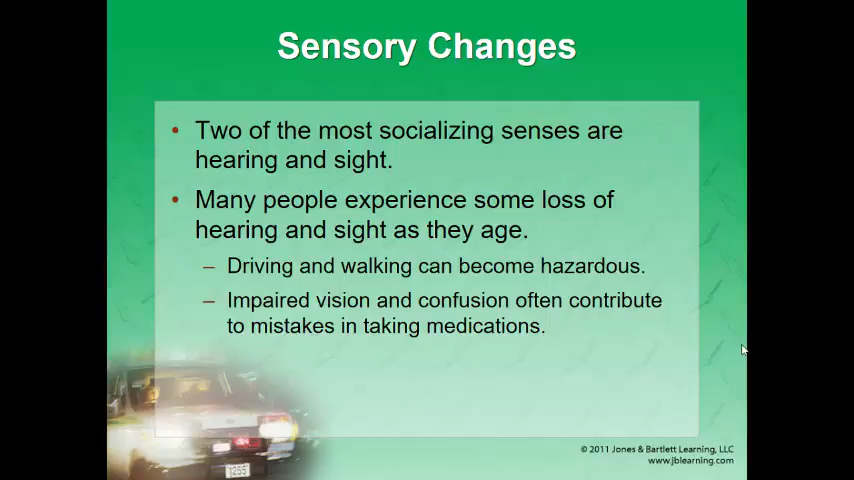 Sensory Changes
• Two of the most socializing senses are
hearing and sight.
• Many people experience some loss of
hearing and sight as they age.
– Driving and walking can become hazardous.
– Impaired vision and confusion often contribute
to mistakes in taking medications.
1255
© 2011 Jones & Bartlett Learning, LLC
www.jblearning.com